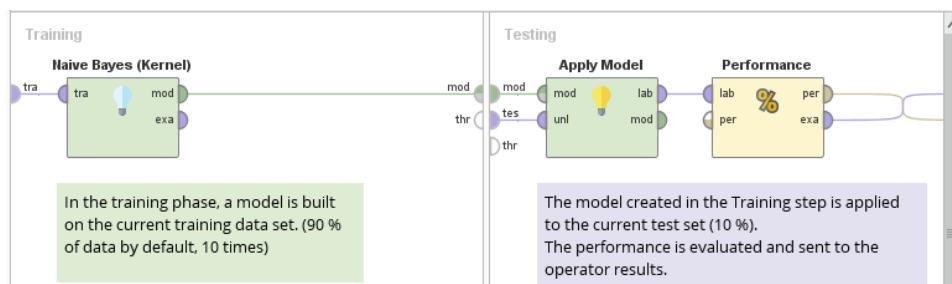 Training
Testing
Naive Bayes (Kernel)
tra
tra
mod
exa
mod
thr
Apply Model
mod
tes
thr
mod
unl
lab
mod
Performance
%
lab
per
per
exa
In the training phase, a model is built
on the current training data set. (90 %
of data by default, 10 times)
The model created in the Training step is applied
to the current test set (10 %).
The performance is evaluated and sent to the
operator results.